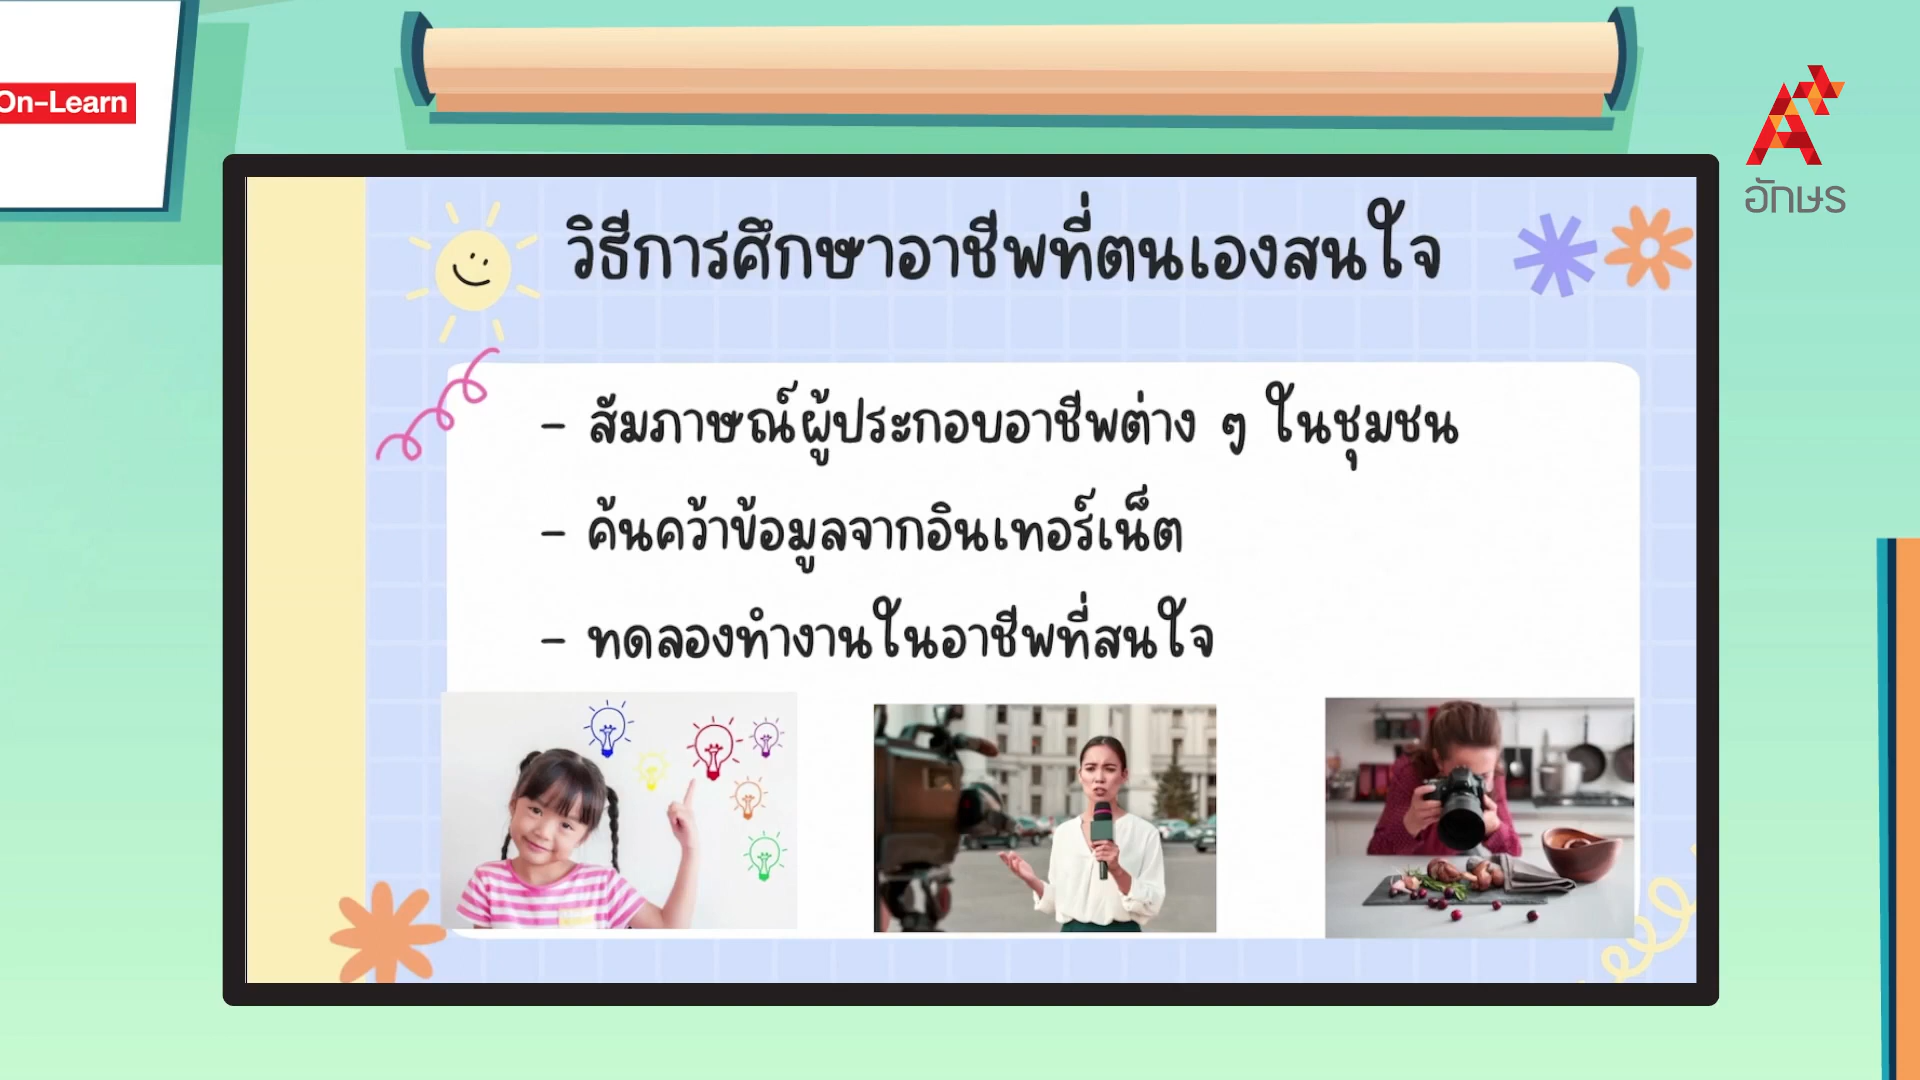 On-Learn
อักษร
วิธีการศึกษาอาชีพที่ตนเองสนใจ
- สัมภาษณ์ผู้ประกอบอาชีพต่าง ๆ ในชุมชน
- ค้นคว้าข้อมูลจากอินเทอร์เน็ต
- ทดลองทำงานในอาชีพที่สนใจ